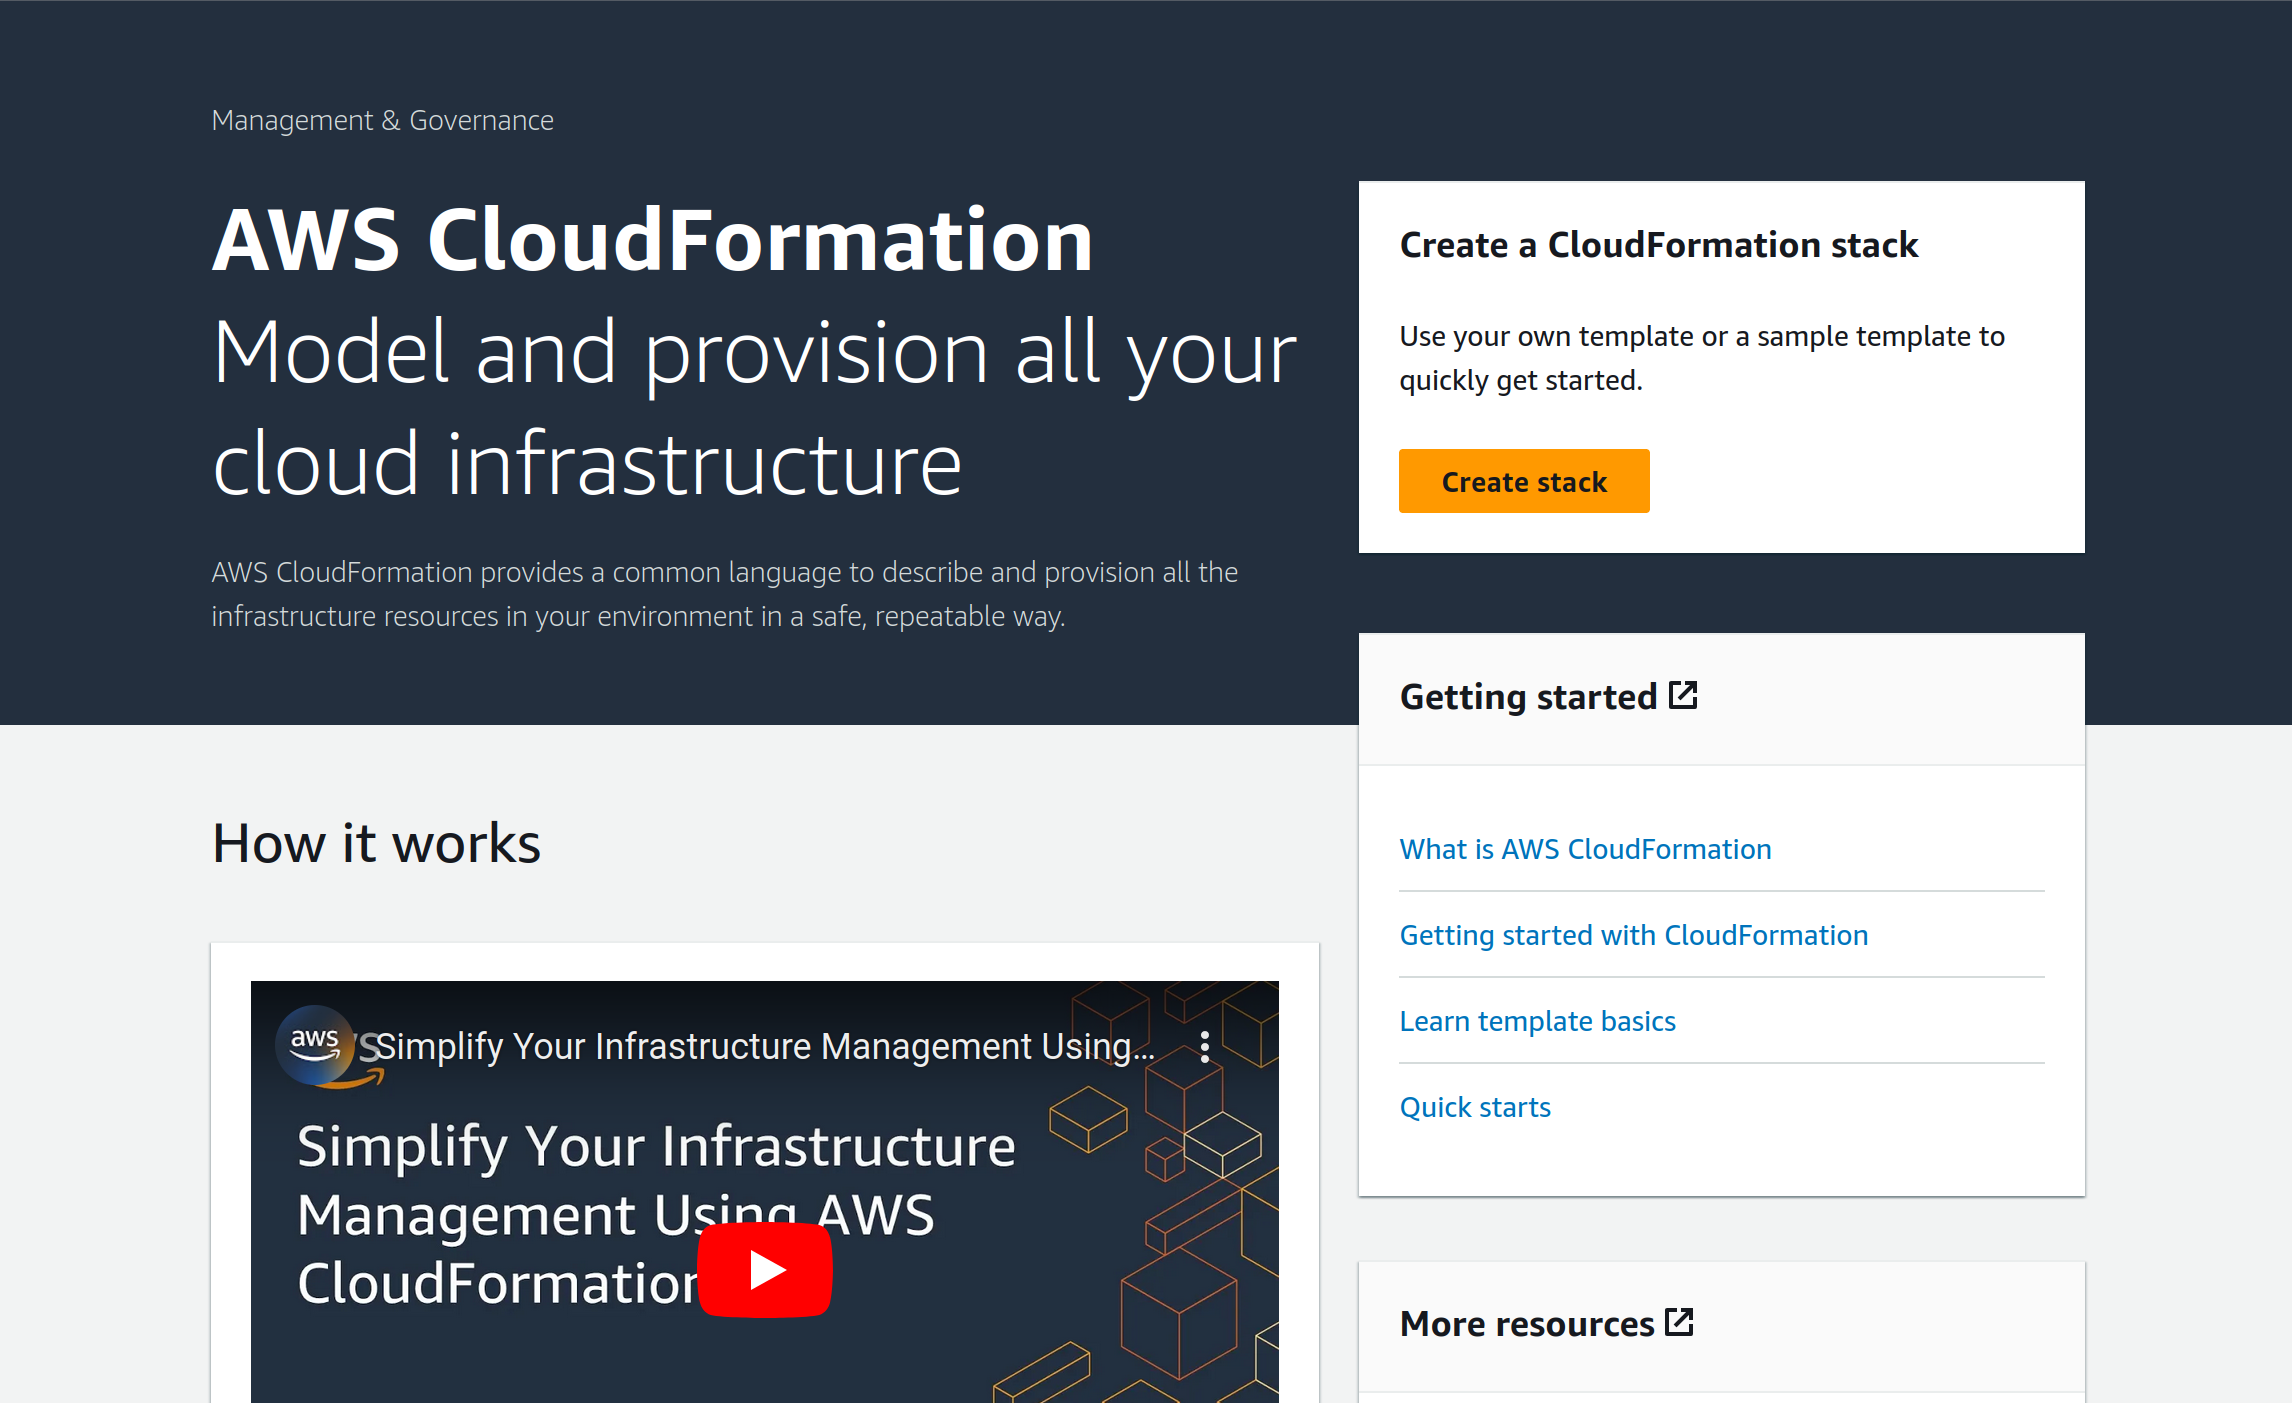 Management & Governance
AWS CloudFormation
Model and provision all your
cloud infrastructure
AWS CloudFormation provides a common language to describe and provision all the
infrastructure resources in your environment in a safe, repeatable way.
Create a CloudFormation stack
Use your own template or a sample template to
quickly get started.
Create stack
Getting started
What is AWS CloudFormation
Getting started with CloudFormation
Learn template basics
Quick starts
More resources
How it works
aws
Simplify Your Infrastructure Management Using...
Simplify Your Infrastructure
Management Using AWS
CloudFormation